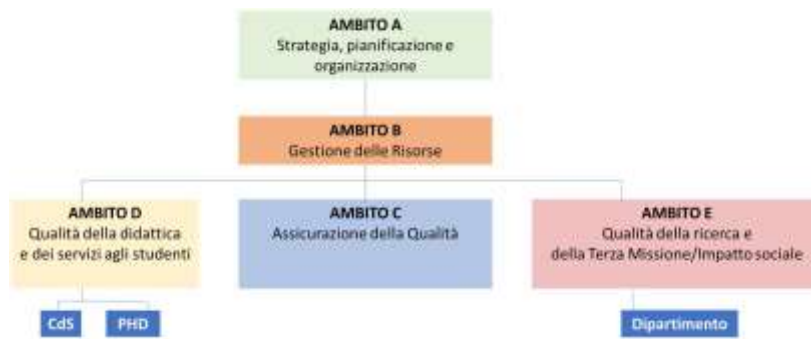 AMBITO A
Strategia, pianificazione e
organizzazione
AMBITO B
Gestione delle Risorse
AMBITO D
Qualità della didattica
e dei servizi agli studenti
AMBITO C
Assicurazione della Qualità
AMBITO E
Qualità della ricerca e
della Terza Missione/Impatto sociale
CdS
PHD
Dipartimento